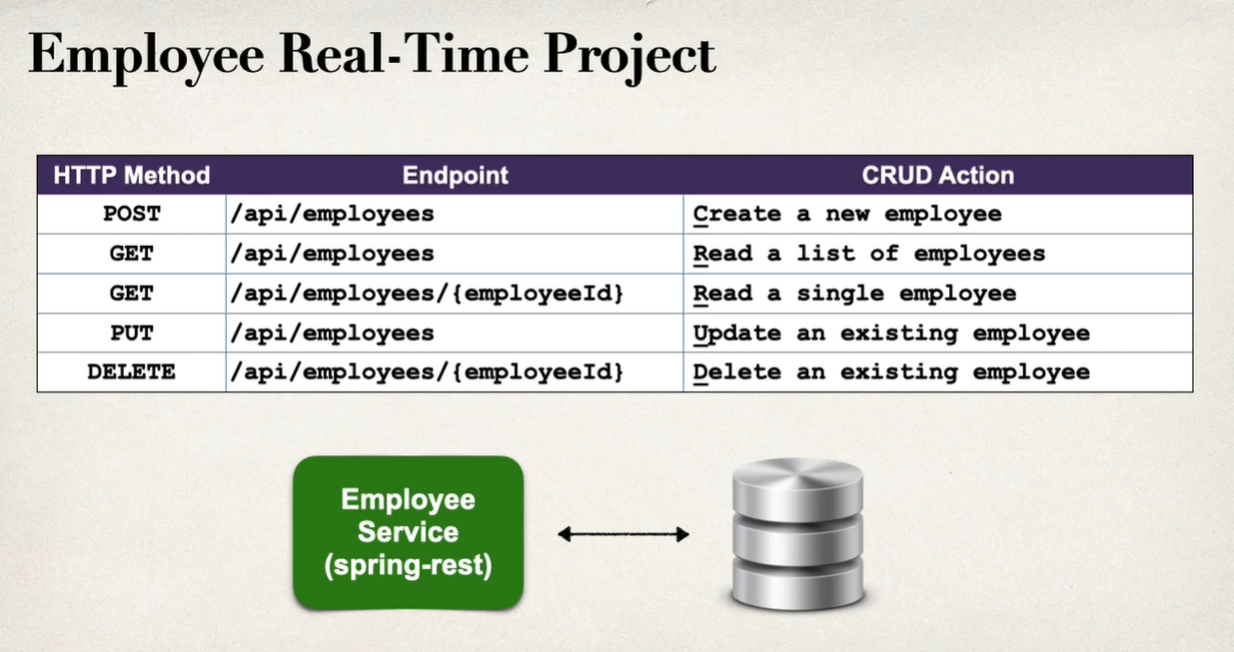 Employee Real-Time Project
HTTP Method Endpoint CRUD Action
POST /api/employees Create a new employee
GET /api/employees Read a list of employees
GET /api/employees/{employeeId} Read a single employee
PUT /api/employees Update an existing employee
DELETE /api/employees/{employeeId} Delete an existing employee
Employee
Service
(spring-rest)